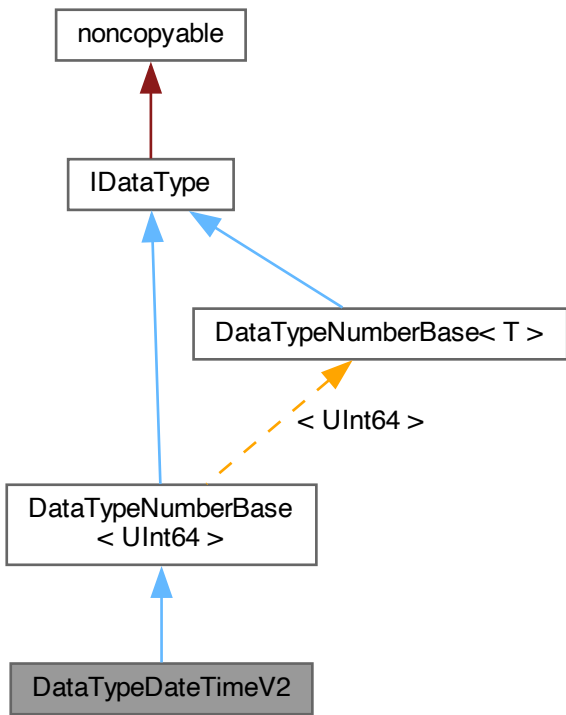 noncopyable
IDataType
DataTypeNumberBase< T >
< UInt64 >
DataTypeNumberBase
< UInt64 >
DataTypeDateTimeV2